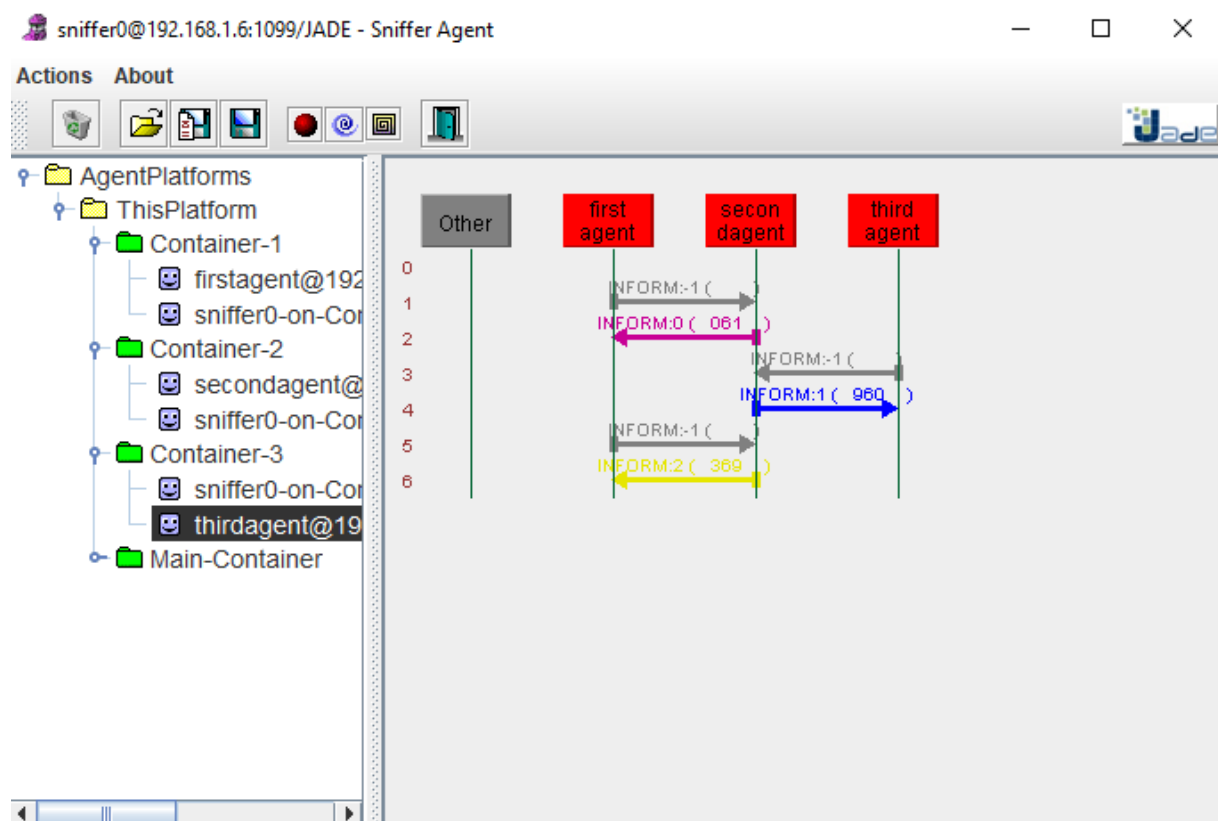 sniffer0@192.168.1.6:1099/JADE - Sniffer Agent
Actions About
Jade
AgentPlatforms
ThisPlatform
Container-1
firstagent@192
sniffer0-on-Cor
Container-2
secondagent@
sniffer0-on-Cor
Container-3
sniffer0-on-Cor
thirdagent@19
Main-Container
Other
first
agent
secon
dagent
third
agent
0
INFORM:-1 ( )
1
INFORM:0 ( 061 )
2
INFORM:-1 ( )
3
INFORM:1 ( 960 )
4
INFORM:-1 ( )
5
INFORM:2 ( 369 )
6